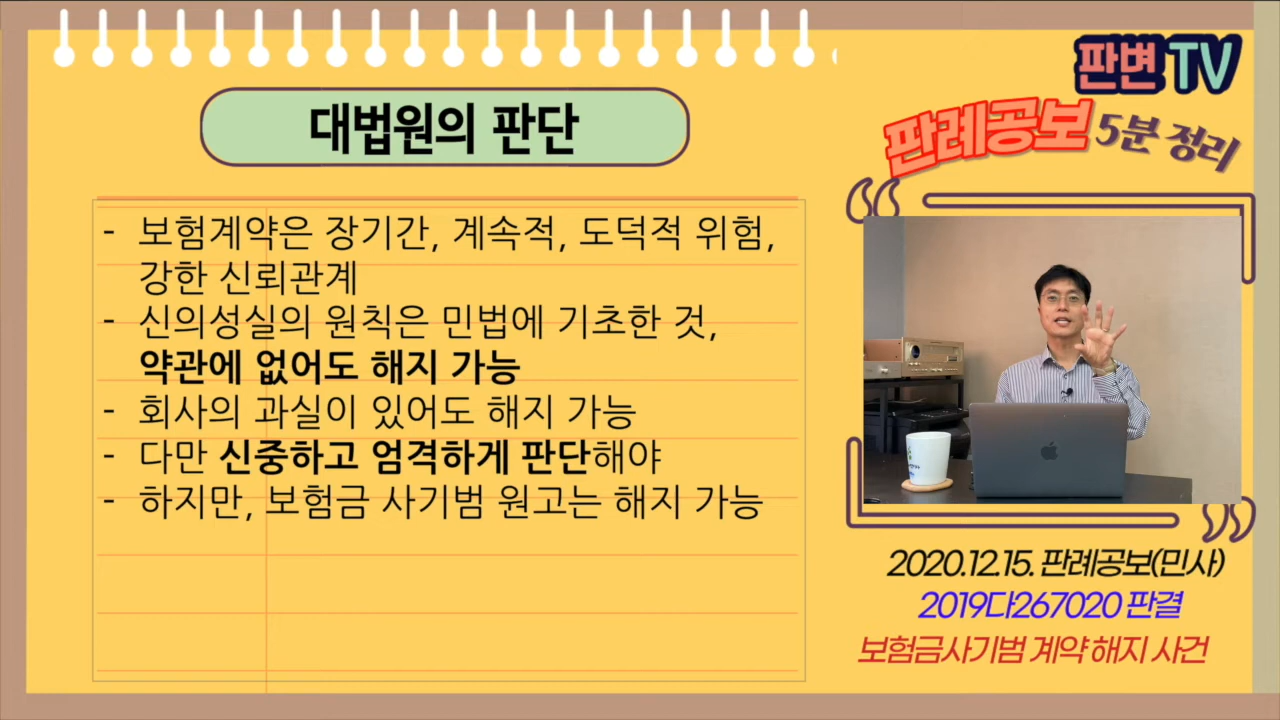 판변 TV
판례공보 5분 정리
대법원의 판단
- 보험계약은 장기간, 계속적, 도덕적 위험,
강한 신뢰관계
- 신의성실의 원칙은 민법에 기초한 것,
약관에 없어도 해지 가능
- 회사의 과실이 있어도 해지 가능
- 다만 신중하고 엄격하게 판단해야
- 하지만, 보험금 사기범 원고는 해지 가능
2020.12.15. 판례공보(민사)
2019다267020 판결
보험금사기범 계약 해지 사건